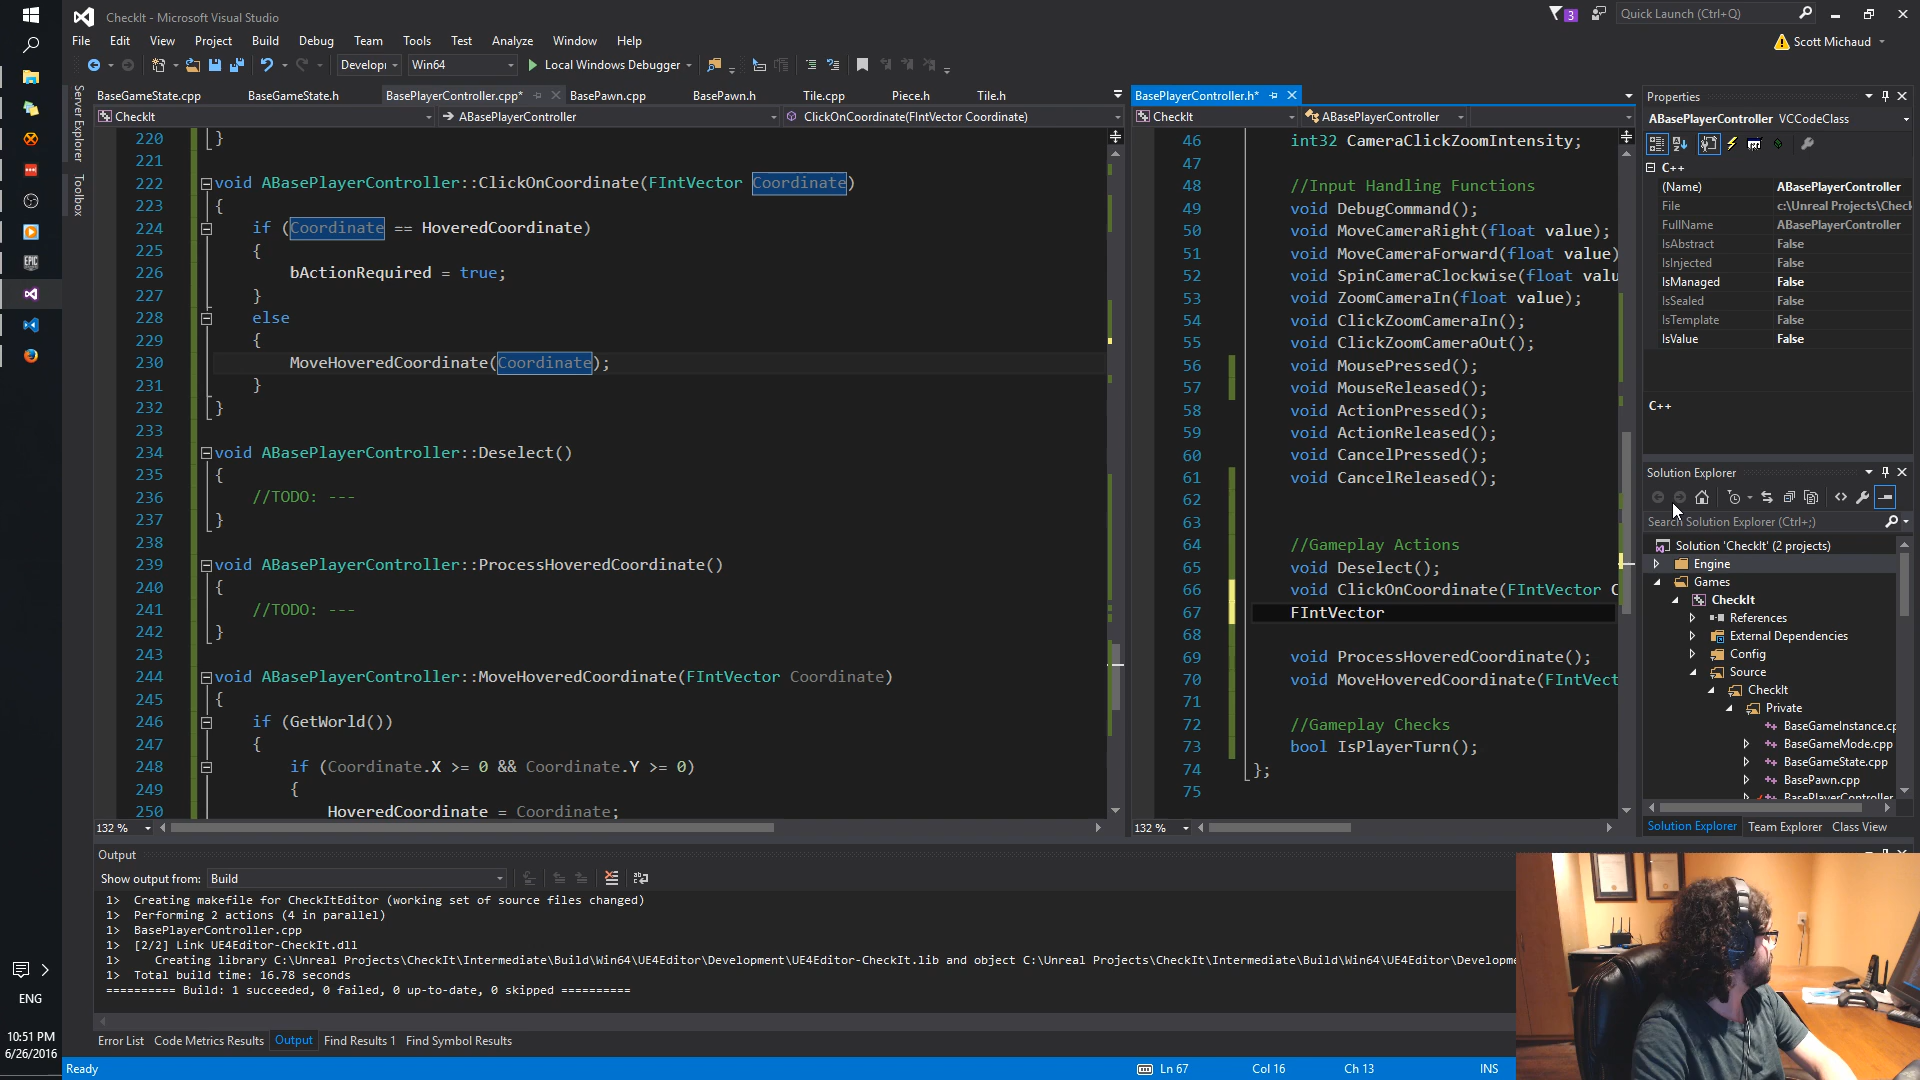 CheckIt - Microsoft Visual Studio
3
Quick Launch (Ctrl+Q)
File Edit View Project Build Debug Team Tools Test Analyze Window Help
Scott Michaud
Develop Win64 Local Windows Debugger
Server Explorer
Toolbox
BaseGameState.cpp BaseGameState.h BasePlayerController.cpp* BasePawn.cpp BasePawn.h Tile.cpp Piece.h Tile.h
CheckIt ABasePlayerController ClickOnCoordinate(FIntVector Coordinate)
220 }
221
222 void ABasePlayerController::ClickOnCoordinate(FIntVector Coordinate)
223 {
224 if (Coordinate == HoveredCoordinate)
225 {
226 bActionRequired = true;
227 }
228 else
229 {
230 MoveHoveredCoordinate(Coordinate);
231 }
232 }
233
234 void ABasePlayerController::Deselect()
235 {
236 //TODO: ---
237 }
238
239 void ABasePlayerController::ProcessHoveredCoordinate()
240 {
241 //TODO: ---
242 }
243
244 void ABasePlayerController::MoveHoveredCoordinate(FIntVector Coordinate)
245 {
246 if (GetWorld())
247 {
248 if (Coordinate.X >= 0 && Coordinate.Y >= 0)
249 {
250 HoveredCoordinate = Coordinate;
132 %
BasePlayerController.h*
CheckIt ABasePlayerController
46 int32 CameraClickZoomIntensity;
47
48 //Input Handling Functions
49 void DebugCommand();
50 void MoveCameraRight(float value);
51 void MoveCameraForward(float value)
52 void SpinCameraClockwise(float valu
53 void ZoomCameraIn(float value);
54 void ClickZoomCameraIn();
55 void ClickZoomCameraOut();
56 void MousePressed();
57 void MouseReleased();
58 void ActionPressed();
59 void ActionReleased();
60 void CancelPressed();
61 void CancelReleased();
62
63
64 //Gameplay Actions
65 void Deselect();
66 void ClickOnCoordinate(FIntVector C
67 FIntVector
68
69 void ProcessHoveredCoordinate();
70 void MoveHoveredCoordinate(FIntVect
71
72 //Gameplay Checks
73 bool IsPlayerTurn();
74 };
75
132 %
Properties
ABasePlayerController VCCodeClass
C++
(Name) ABasePlayerController
File c:\Unreal Projects\Check
FullName ABasePlayerController
IsAbstract False
IsInjected False
IsManaged False
IsSealed False
IsTemplate False
IsValue False
C++
Solution Explorer
Search Solution Explorer (Ctrl+;)
Solution 'CheckIt' (2 projects)
Engine
Games
CheckIt
References
External Dependencies
Config
Source
CheckIt
Private
BaseGameInstance.cp
BaseGameMode.cpp
BaseGameState.cpp
BasePawn.cpp
BasePlayerController
Solution Explorer Team Explorer Class View
Output
Show output from: Build
1> Creating makefile for CheckItEditor (working set of source files changed)
1> Performing 2 actions (4 in parallel)
1> BasePlayerController.cpp
1> [2/2] Link UE4Editor-CheckIt.dll
1> Creating library C:\Unreal Projects\CheckIt\Intermediate\Build\Win64\UE4Editor\Development\UE4Editor-CheckIt.lib and object C:\Unreal Projects\CheckIt\Intermediate\Build\Win64\UE4Editor\Developme
1> Total build time: 16.78 seconds
========== Build: 1 succeeded, 0 failed, 0 up-to-date, 0 skipped ==========
Error List Code Metrics Results Output Find Results 1 Find Symbol Results
Ready Ln 67 Col 16 Ch 13 INS
EPIC
ENG
10:51 PM
6/26/2016